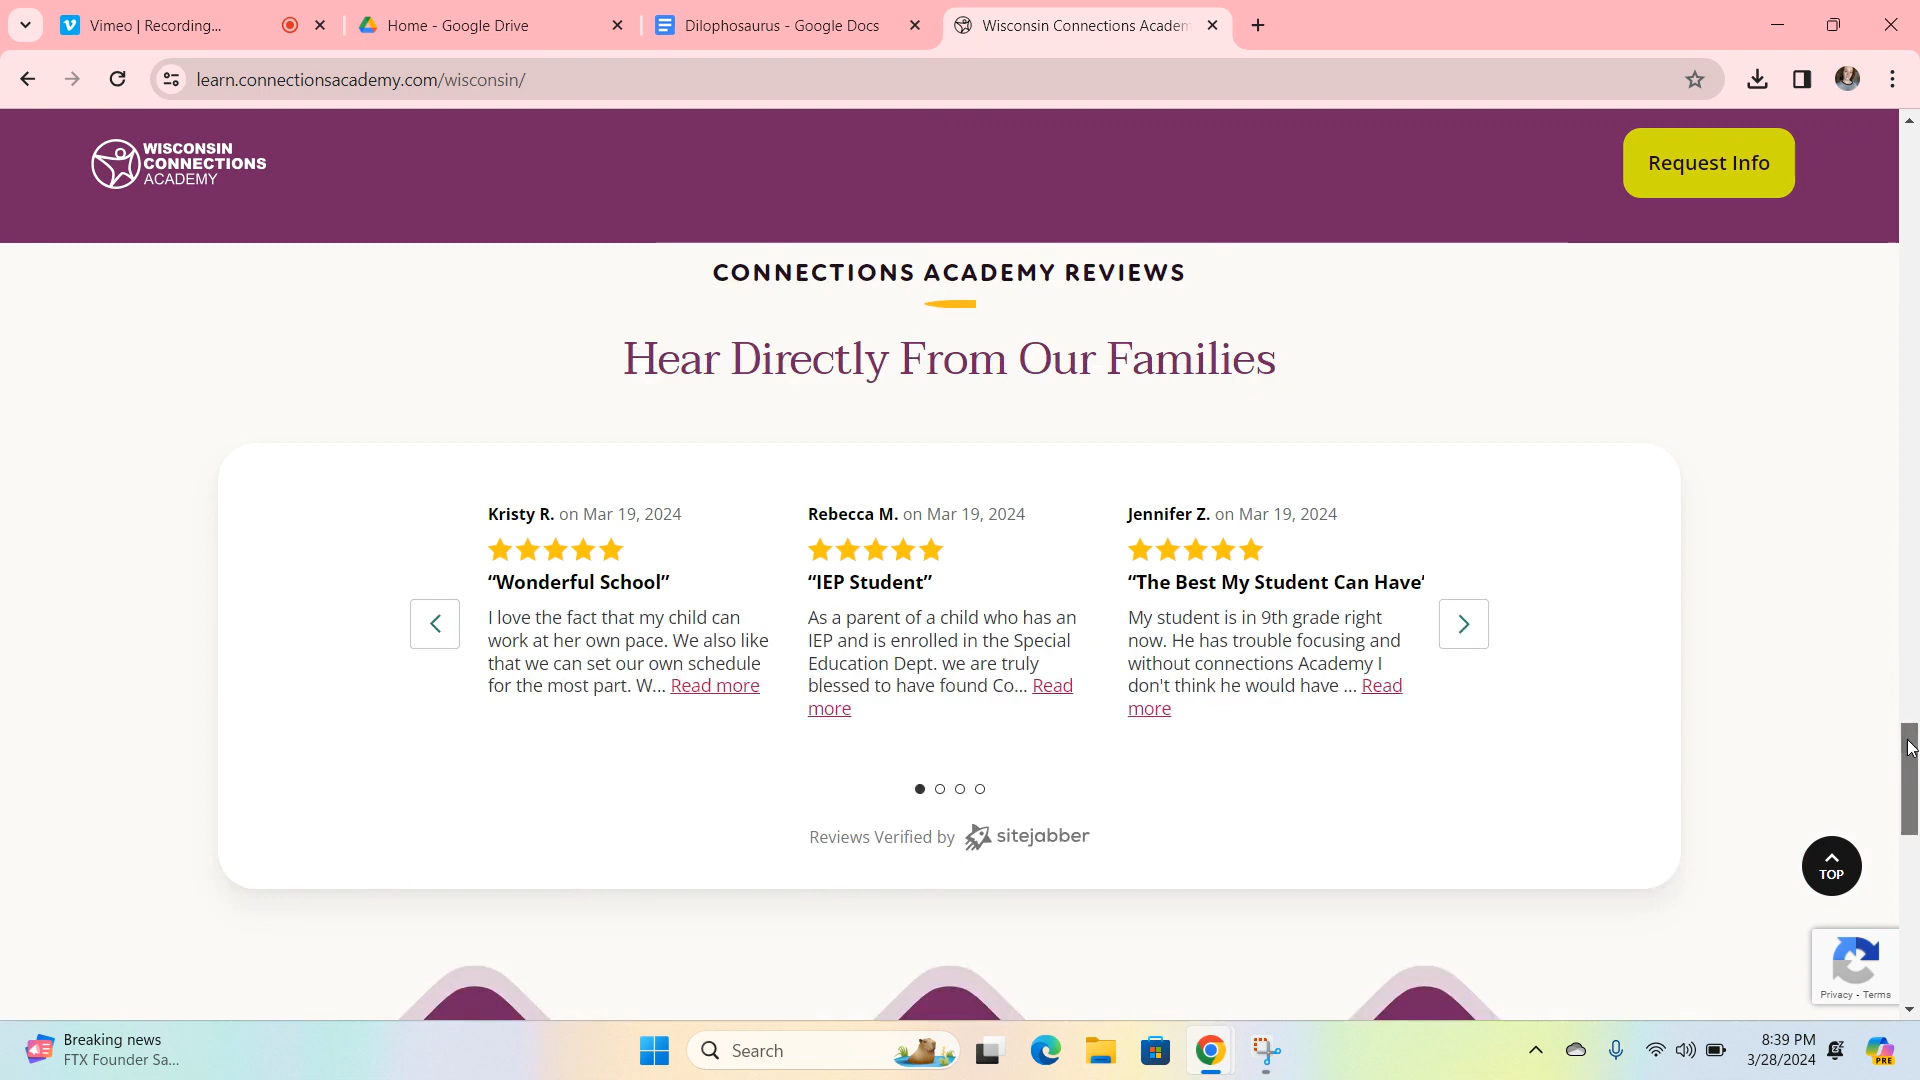 Vimeo | Recording...
Home - Google Drive
Dilophosaurus - Google Docs
Wisconsin Connections Academ
learn.connectionsacademy.com/wisconsin/
WISCONSIN
CONNECTIONS
ACADEMY
Request Info
CONNECTIONS ACADEMY REVIEWS
Hear Directly From Our Families
Kristy R. on Mar 19, 2024
“Wonderful School”
I love the fact that my child can
work at her own pace. We also like
that we can set our own schedule
for the most part. W... Read more
Rebecca M. on Mar 19, 2024
“IEP Student”
As a parent of a child who has an
IEP and is enrolled in the Special
Education Dept. we are truly
blessed to have found Co... Read
more
Jennifer Z. on Mar 19, 2024
“The Best My Student Can Have”
My student is in 9th grade right
now. He has trouble focusing and
without connections Academy I
don't think he would have ... Read
more
Reviews Verified by sitejabber
TOP
Privacy - Terms
Breaking news
FTX Founder Sa...
Search
8:39 PM
3/28/2024
PRE